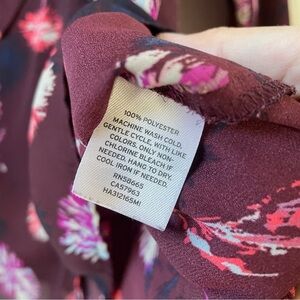 100% POLYESTER
MACHINE WASH COLD,
GENTLE CYCLE, WITH LIKE
COLORS, ONLY NON-
CHLORINE BLEACH IF
NEEDED. HANG TO DRY.
COOL IRON IF NEEDED.
RN58665
CA57963
HA31216SMI